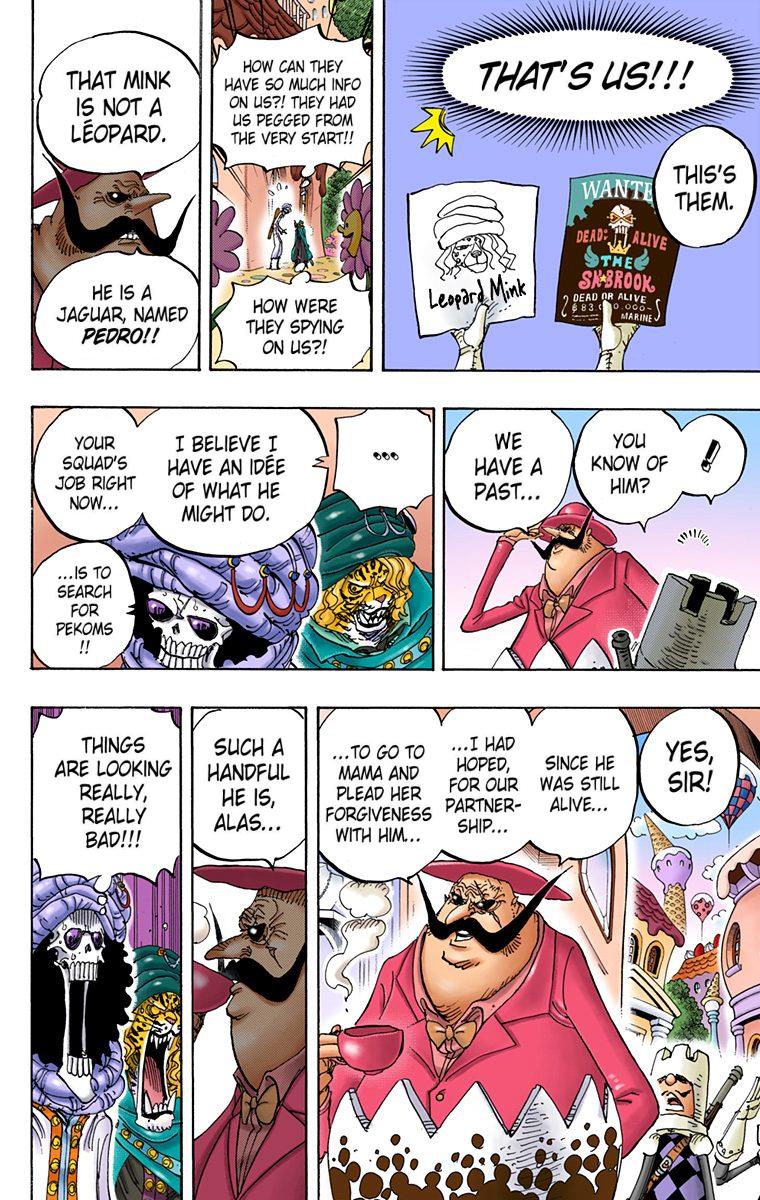 THAT'S US!!!
THIS'S
THEM.
WANTE
DEAD ALIVE
THE
DEAD OR ALIVE
MARINE
Leopard Mink
HOW CAN THEY
HAVE SO MUCH INFO
ON US?! THEY HAD
US PEGGED FROM
THE VERY START!!
HOW WERE
THEY SPYING
ON US?!
THAT MINK
IS NOT A
LÉOPARD.
HE IS A
JAGUAR, NAMED
PEDRO!!
!
YOU
KNOW OF
HIM?
WE
HAVE A
PAST...
...
I BELIEVE I
HAVE AN IDÉE
OF WHAT HE
MIGHT DO.
YOUR
SQUAD'S
JOB RIGHT
NOW...
...IS TO
SEARCH
FOR
PEKOMS
!!
YES,
SIR!
SINCE HE
WAS STILL
ALIVE...
...I HAD
HOPED,
FOR OUR
PARTNER-
SHIP...
...TO GO TO
MAMA AND
PLEAD HER
FORGIVENESS
WITH HIM...
SUCH A
HANDFUL
HE IS,
ALAS...
THINGS
ARE LOOKING
REALLY,
REALLY
BAD!!!